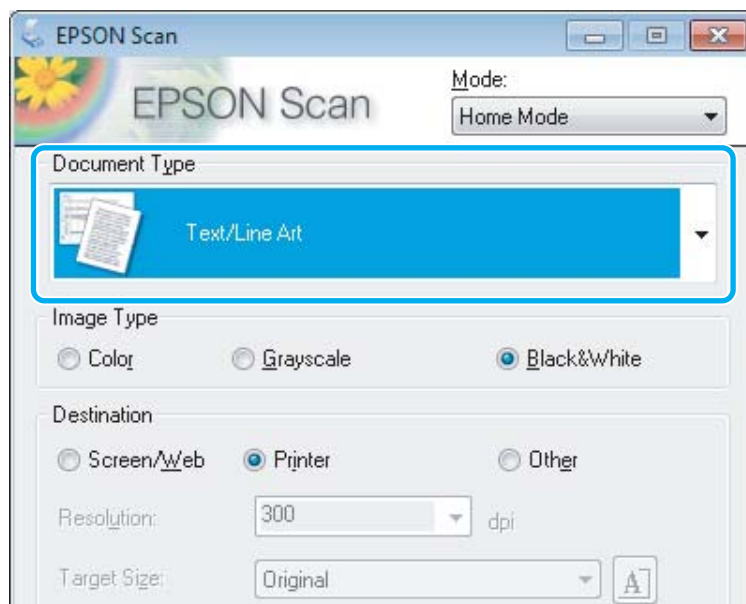 EPSON Scan
EPSON Scan
Mode:
Home Mode
Document Type
Text/Line Art
Image Type
Color
Grayscale
Black&White
Destination
Screen/Web
Printer
Other
Resolution:
300
dpi
Target Size:
Original
A